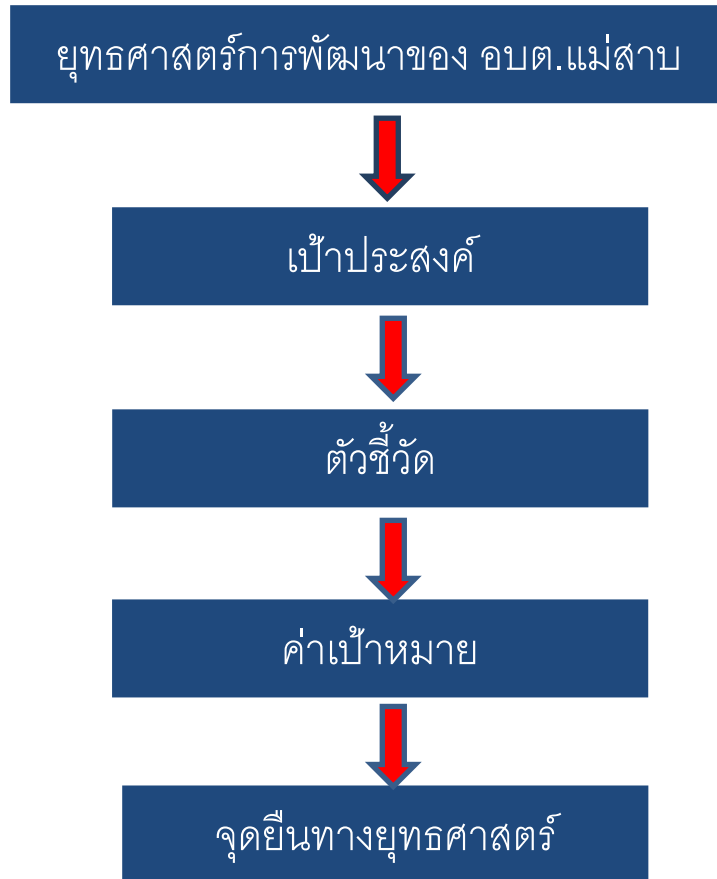 ยุทธศาสตร์การพัฒนาของ อบต.แม่สาบ
เป้าประสงค์
ตัวชี้วัด
ค่าเป้าหมาย
จุดยืนทางยุทธศาสตร์